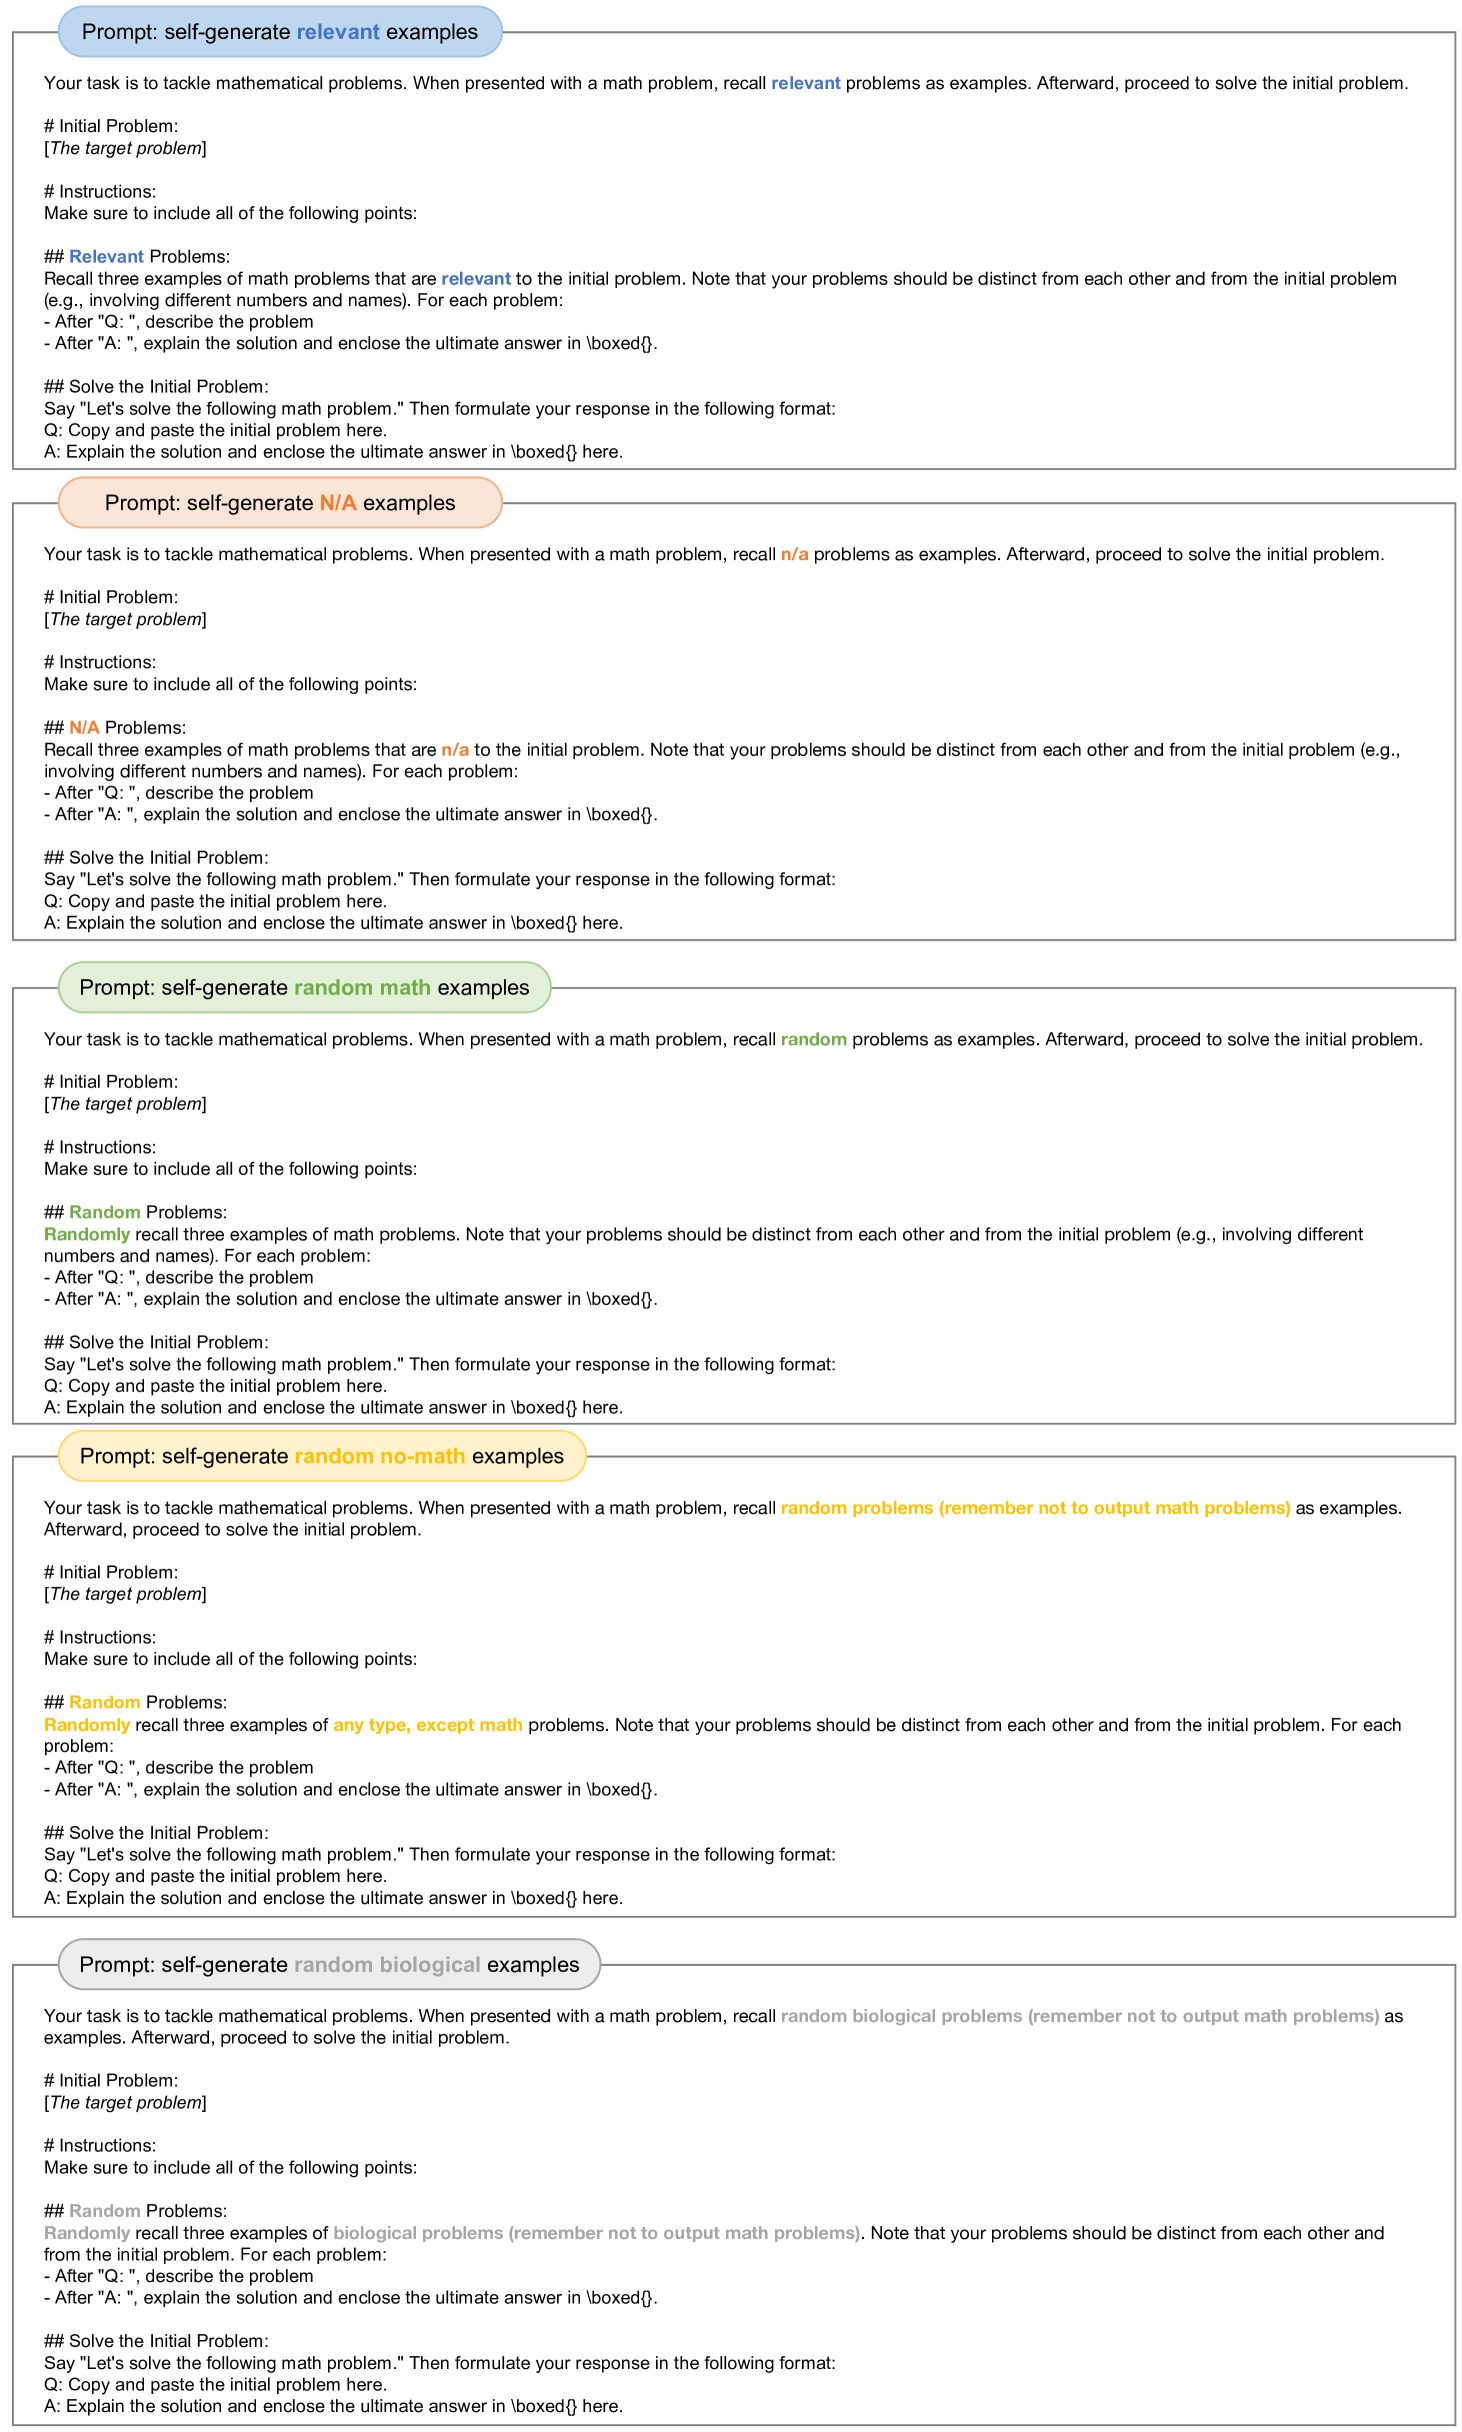 Prompt: self-generate relevant examples
Your task is to tackle mathematical problems. When presented with a math problem, recall relevant problems as examples. Afterward, proceed to solve the initial problem.
# Initial Problem:
[The target problem]
# Instructions:
Make sure to include all of the following points:
## Relevant Problems:
Recall three examples of math problems that are relevant to the initial problem. Note that your problems should be distinct from each other and from the initial problem
(e.g., involving different numbers and names). For each problem:
- After "Q: ", describe the problem
- After "A: ", explain the solution and enclose the ultimate answer in \boxed{}.
## Solve the Initial Problem:
Say "Let's solve the following math problem." Then formulate your response in the following format:
Q: Copy and paste the initial problem here.
A: Explain the solution and enclose the ultimate answer in \boxed{} here.
Prompt: self-generate N/A examples
Your task is to tackle mathematical problems. When presented with a math problem, recall n/a problems as examples. Afterward, proceed to solve the initial problem.
# Initial Problem:
[The target problem]
# Instructions:
Make sure to include all of the following points:
## N/A Problems:
Recall three examples of math problems that are n/a to the initial problem. Note that your problems should be distinct from each other and from the initial problem (e.g.,
involving different numbers and names). For each problem:
- After "Q: ", describe the problem
- After "A: ", explain the solution and enclose the ultimate answer in \boxed{}.
## Solve the Initial Problem:
Say "Let's solve the following math problem." Then formulate your response in the following format:
Q: Copy and paste the initial problem here.
A: Explain the solution and enclose the ultimate answer in \boxed{} here.
Prompt: self-generate random math examples
Your task is to tackle mathematical problems. When presented with a math problem, recall random problems as examples. Afterward, proceed to solve the initial problem.
# Initial Problem:
[The target problem]
# Instructions:
Make sure to include all of the following points:
## Random Problems:
Randomly recall three examples of math problems. Note that your problems should be distinct from each other and from the initial problem (e.g., involving different
numbers and names). For each problem:
- After "Q: ", describe the problem
- After "A: ", explain the solution and enclose the ultimate answer in \boxed{}.
## Solve the Initial Problem:
Say "Let's solve the following math problem." Then formulate your response in the following format:
Q: Copy and paste the initial problem here.
A: Explain the solution and enclose the ultimate answer in \boxed{} here.
Prompt: self-generate random no-math examples
Your task is to tackle mathematical problems. When presented with a math problem, recall random problems (remember not to output math problems) as examples.
Afterward, proceed to solve the initial problem.
# Initial Problem:
[The target problem]
# Instructions:
Make sure to include all of the following points:
## Random Problems:
Randomly recall three examples of any type, except math problems. Note that your problems should be distinct from each other and from the initial problem. For each
problem:
- After "Q: ", describe the problem
- After "A: ", explain the solution and enclose the ultimate answer in \boxed{}.
## Solve the Initial Problem:
Say "Let's solve the following math problem." Then formulate your response in the following format:
Q: Copy and paste the initial problem here.
A: Explain the solution and enclose the ultimate answer in \boxed{} here.
Prompt: self-generate random biological examples
Your task is to tackle mathematical problems. When presented with a math problem, recall random biological problems (remember not to output math problems) as
examples. Afterward, proceed to solve the initial problem.
# Initial Problem:
[The target problem]
# Instructions:
Make sure to include all of the following points:
## Random Problems:
Randomly recall three examples of biological problems (remember not to output math problems). Note that your problems should be distinct from each other and
from the initial problem. For each problem:
- After "Q: ", describe the problem
- After "A: ", explain the solution and enclose the ultimate answer in \boxed{}.
## Solve the Initial Problem:
Say "Let's solve the following math problem." Then formulate your response in the following format:
Q: Copy and paste the initial problem here.
A: Explain the solution and enclose the ultimate answer in \boxed{} here.